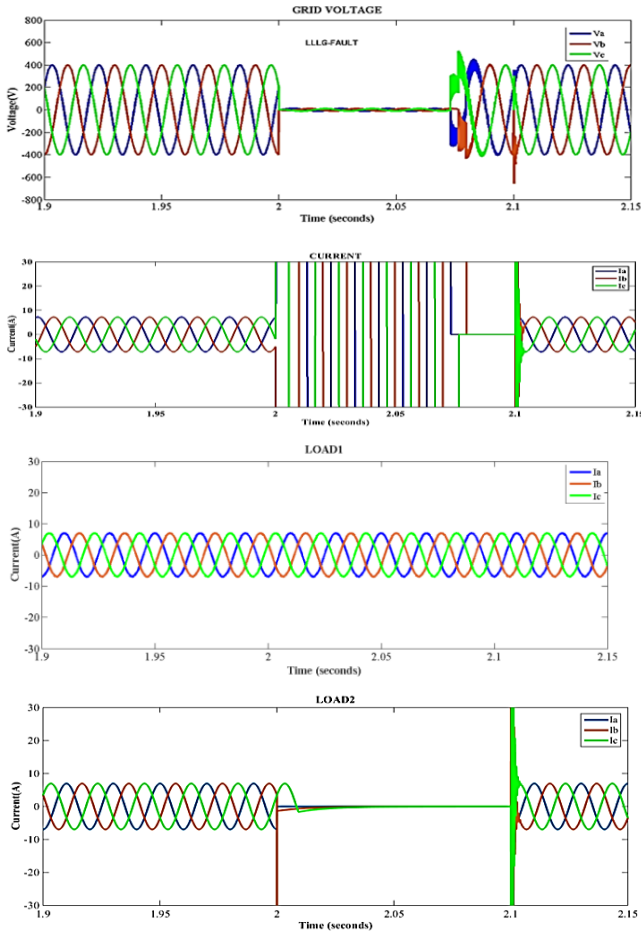 GRID VOLTAGE
800
600
400
200
0
-200
-400
-600
-800
Voltage(V)
LLLG-FAULT
Va
Vb
Vc
1.9
1.95
2
2.05
2.1
2.15
Time (seconds)
CURRENT
30
20
10
0
-10
-20
-30
Current(A)
Ia
Ib
Ic
1.9
1.95
2
2.05
2.1
2.15
Time (seconds)
LOAD1
30
20
10
0
-10
-20
-30
Current(A)
Ia
Ib
Ic
1.9
1.95
2
2.05
2.1
2.15
Time (seconds)
LOAD2
30
20
10
0
-10
-20
-30
Current(A)
Ia
Ib
Ic
1.9
1.95
2
2.05
2.1
2.15
Time (seconds)